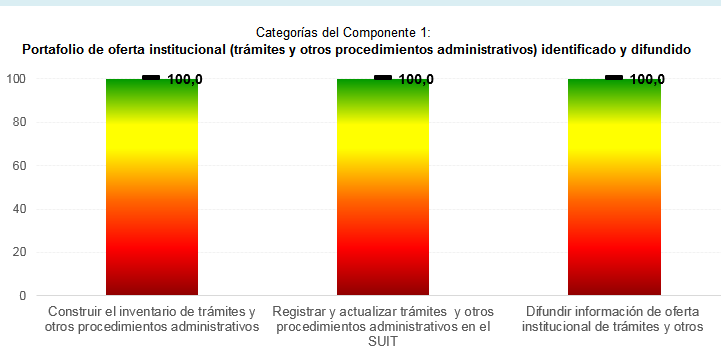 Categorías del Componente 1:
Portafolio de oferta institucional (trámites y otros procedimientos administrativos) identificado y difundido
100
80
60
40
20
0
100,0
100,0
100,0
Construir el inventario de trámites y
otros procedimientos administrativos
Registrar y actualizar trámites y otros
procedimientos administrativos en el
SUIT
Difundir información de oferta
institucional de trámites y otros